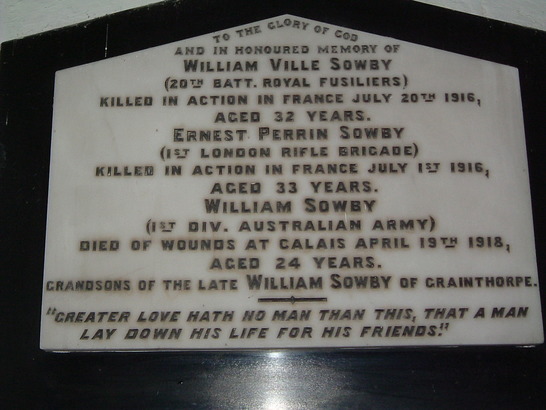 TO THE GLORY OF GOD
AND IN HONOURED MEMORY OF
WILLIAM VILLE SOWBY
(20TH BATT. ROYAL FUSILIERS)
KILLED IN ACTION IN FRANCE JULY 20TH 1916,
AGED 32 YEARS.
ERNEST PERRIN SOWBY
(1ST LONDON RIFLE BRIGADE)
KILLED IN ACTION IN FRANCE JULY 1ST 1916,
AGED 33 YEARS.
WILLIAM SOWBY
(1ST DIV. AUSTRALIAN ARMY)
DIED OF WOUNDS AT CALAIS APRIL 19TH 1918,
AGED 24 YEARS.
GRANDSONS OF THE LATE WILLIAM SOWBY OF GRAINTHORPE.
"GREATER LOVE HATH NO MAN THAN THIS, THAT A MAN
LAY DOWN HIS LIFE FOR HIS FRIENDS."